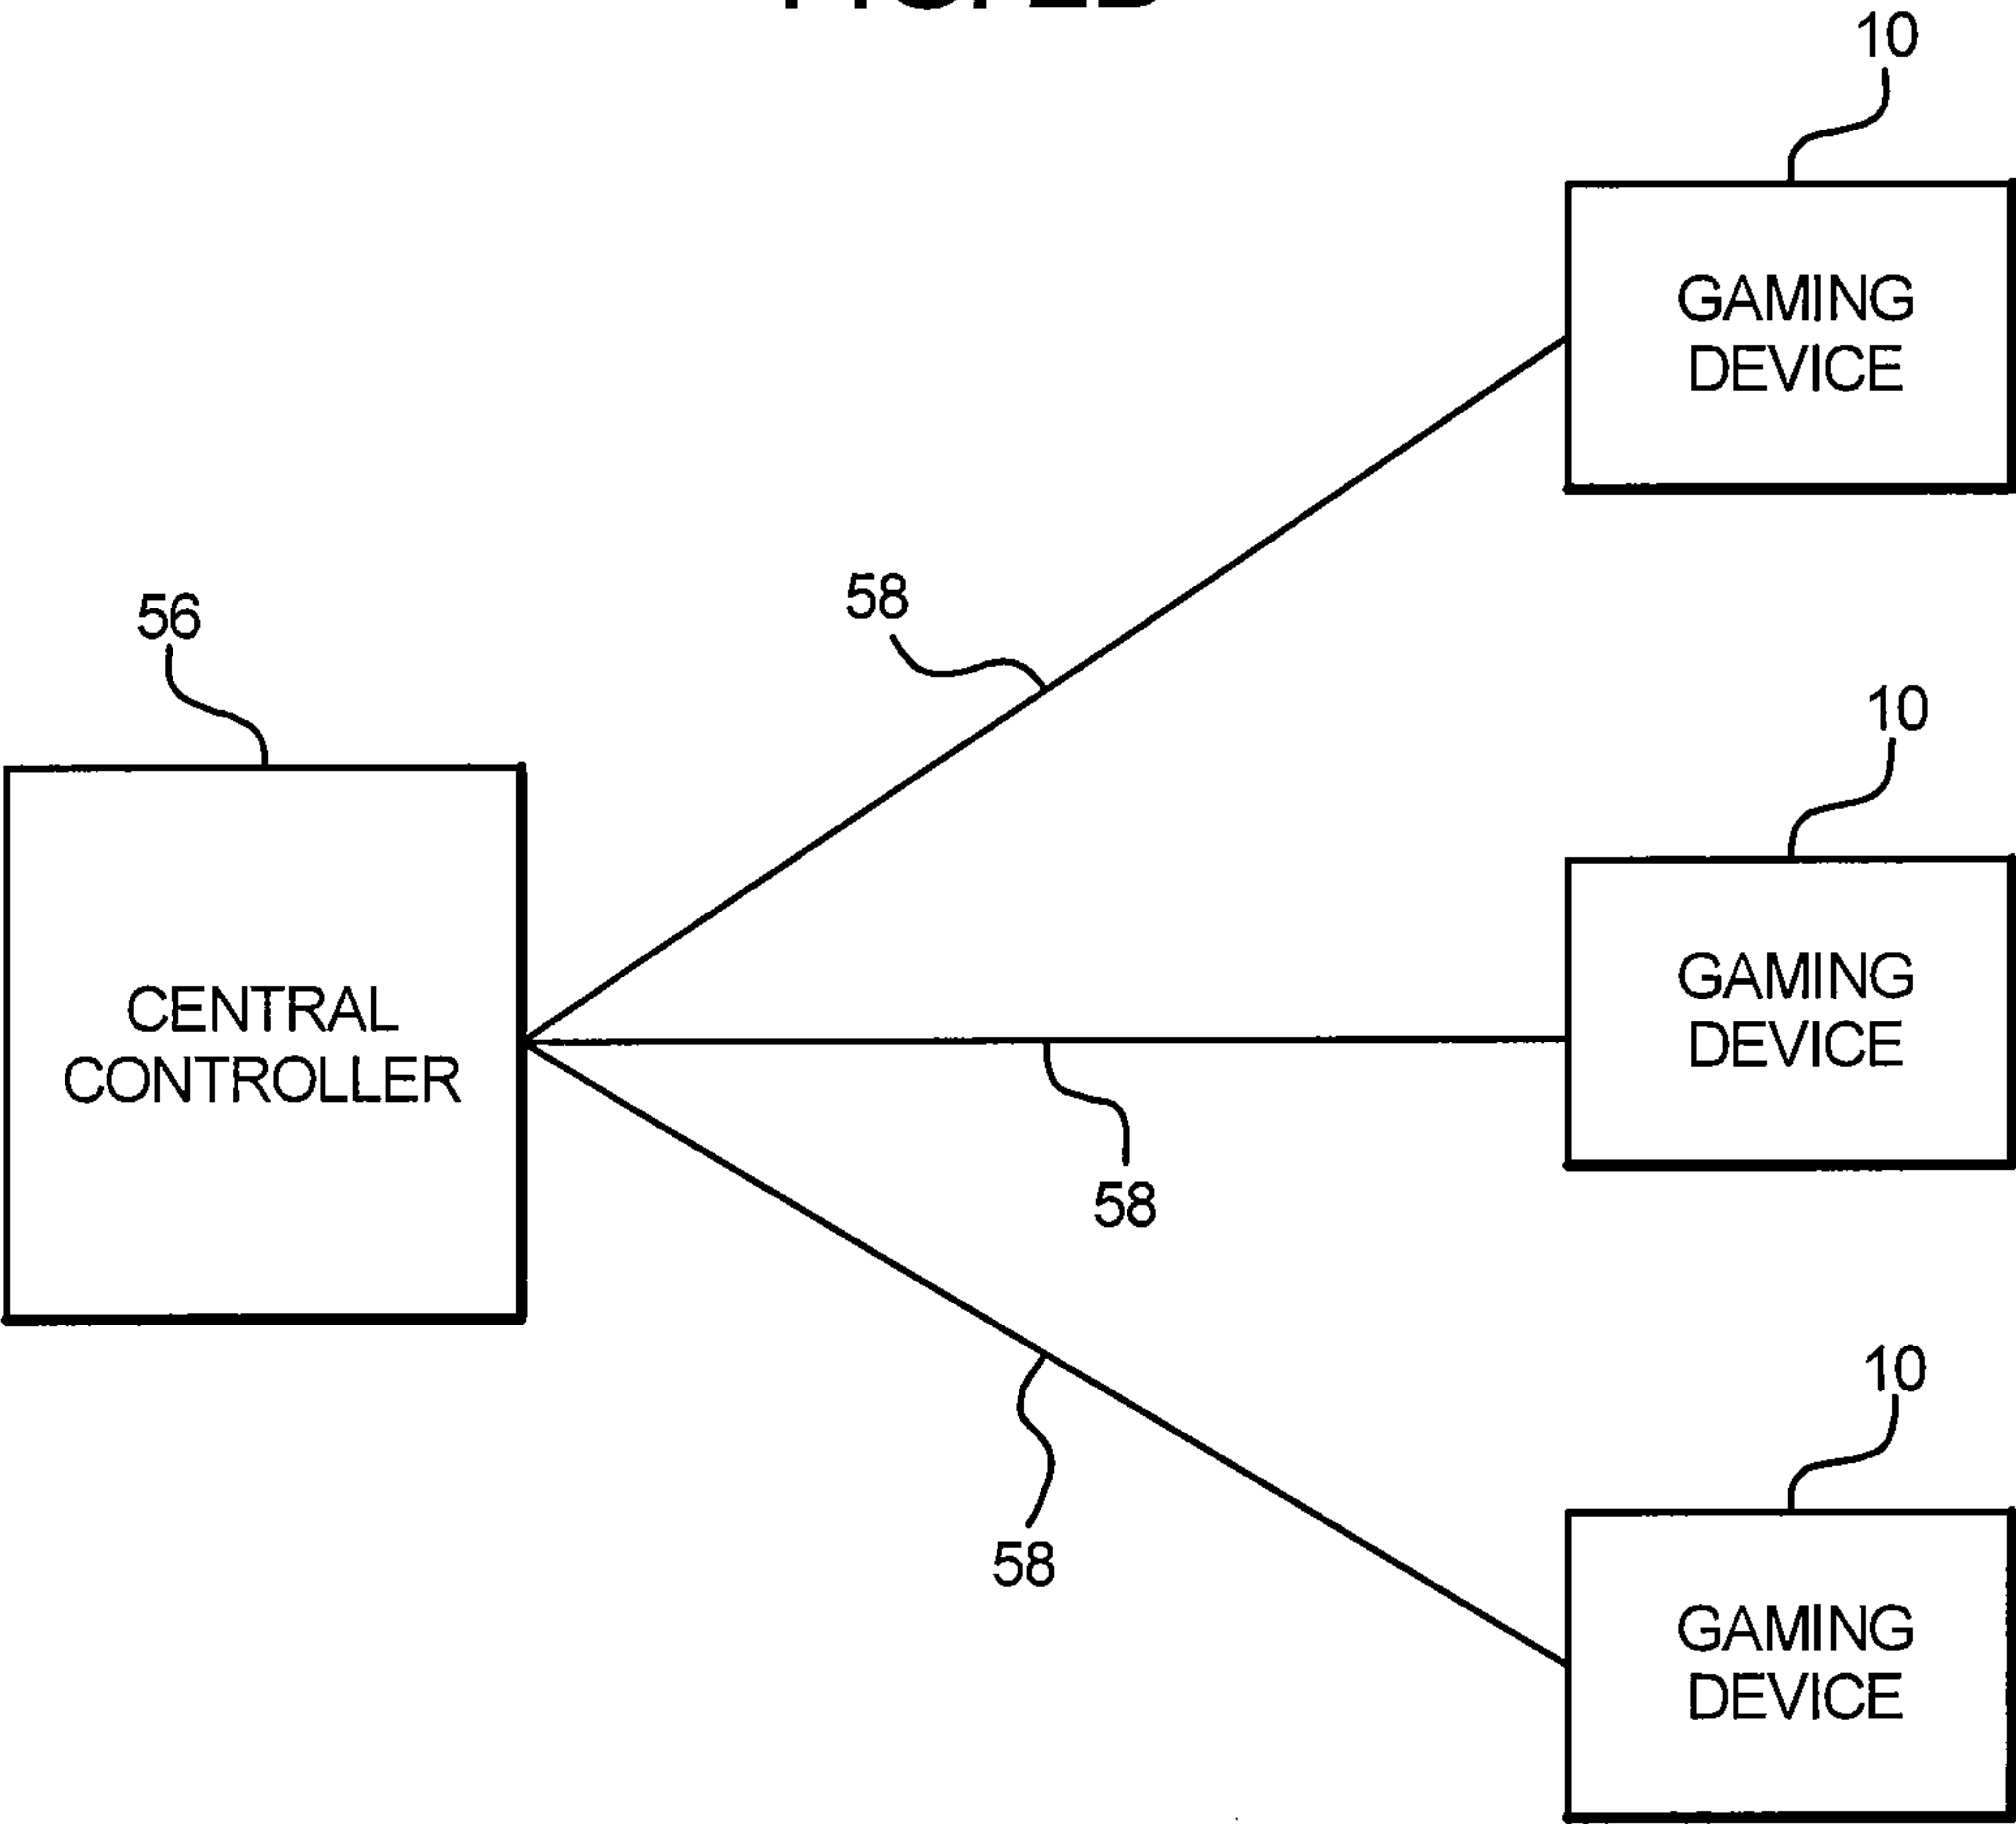 10
GAMING
DEVICE
58
56
10
CENTRAL
CONTROLLER
GAMING
DEVICE
58
10
58
GAMING
DEVICE